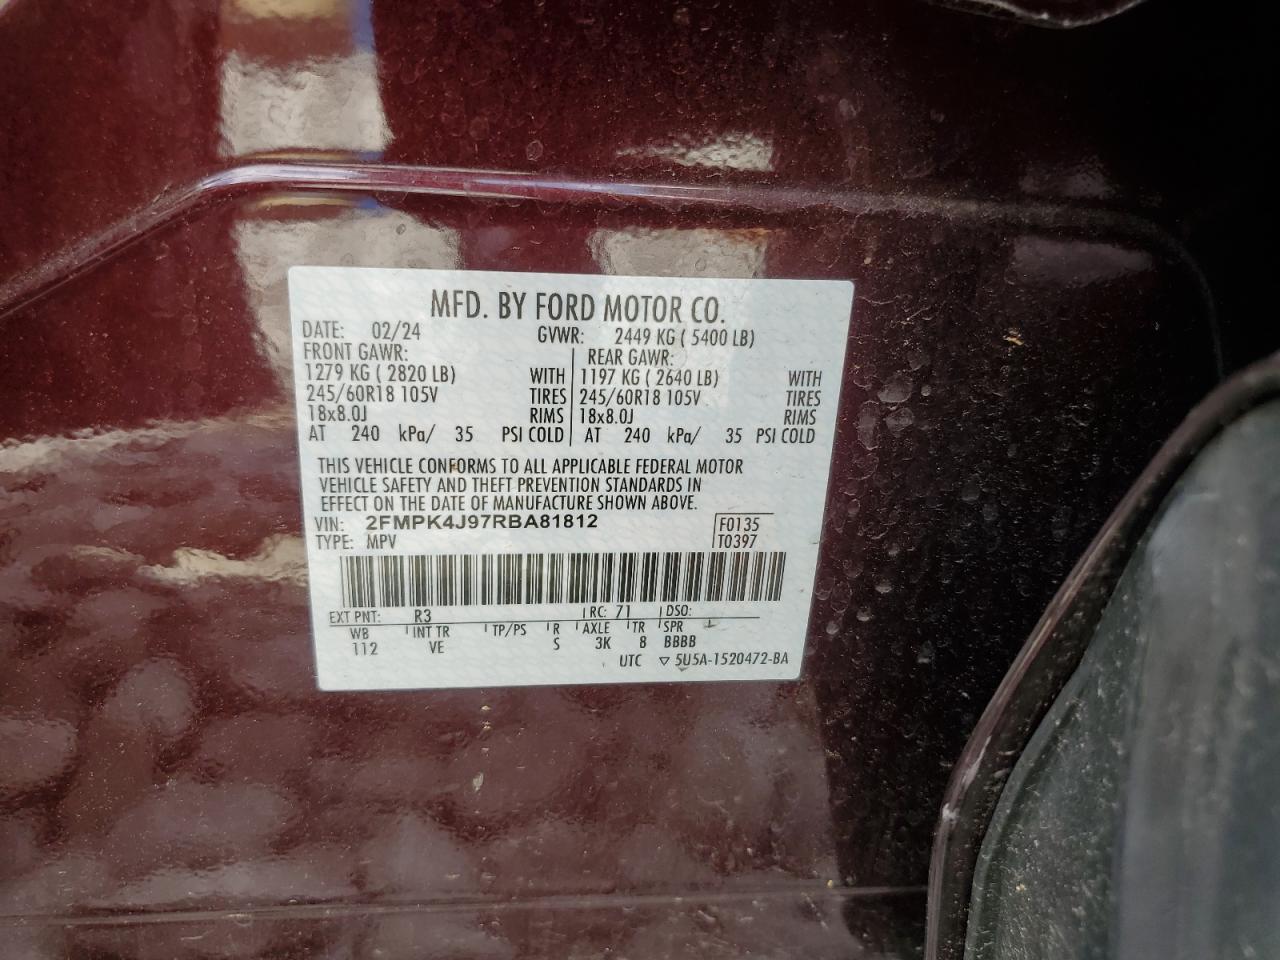 MFD. BY FORD MOTOR CO.
DATE: 02/24 GVWR: 2449 KG ( 5400 LB)
FRONT GAWR: REAR GAWR:
1279 KG ( 2820 LB) WITH 1197 KG ( 2640 LB) WITH
245/60R18 105V TIRES 245/60R18 105V TIRES
18x8.0J RIMS 18x8.0J RIMS
AT 240 kPa/ 35 PSI COLD AT 240 kPa/ 35 PSI COLD
THIS VEHICLE CONFORMS TO ALL APPLICABLE FEDERAL MOTOR
VEHICLE SAFETY AND THEFT PREVENTION STANDARDS IN
EFFECT ON THE DATE OF MANUFACTURE SHOWN ABOVE.
VIN: 2FMPK4J97RBA81812 F0135
TYPE: MPV T0397
EXT PNT: R3 RC: 71 DSO:
WB INT TR TP/PS R AXLE TR SPR
112 VE S 3K 8 BBBB
UTC ▽ 5U5A-1520472-BA